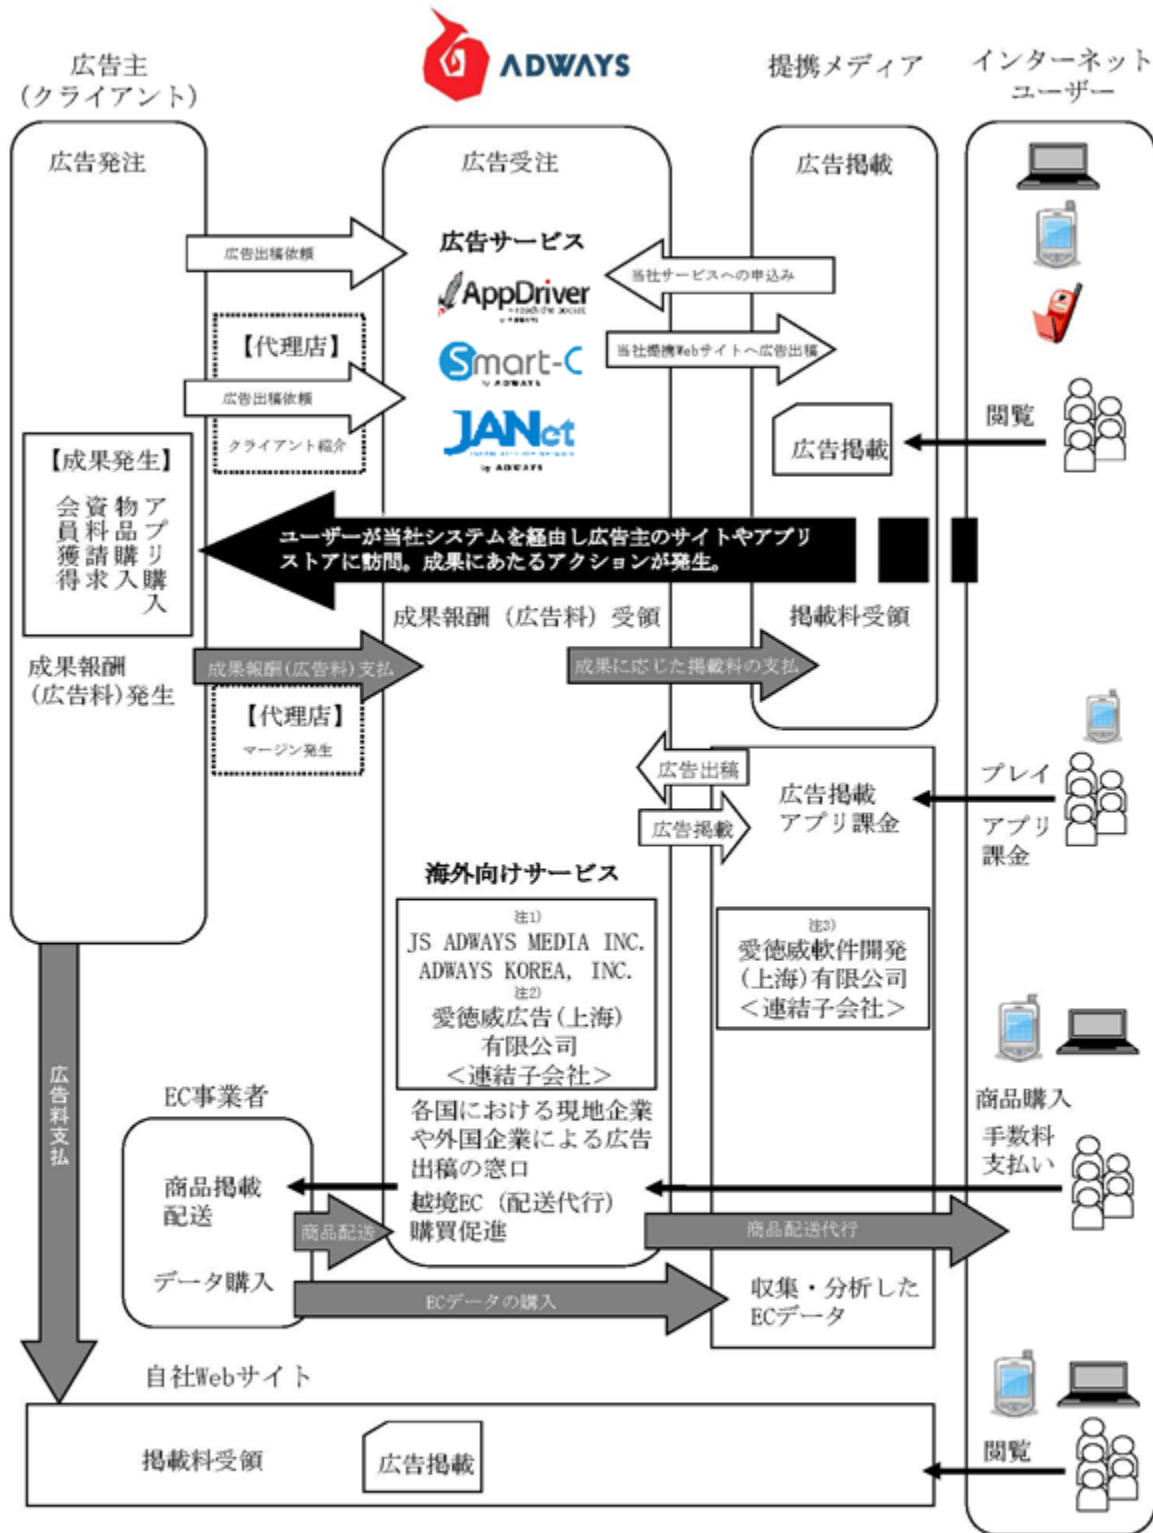 広告主
(クライアント)
ADWAYS
提携メディア
インターネット
ユーザー
広告発注
広告受注
広告掲載
広告出稿依頼
広告サービス
当社サービスへの申込み
AppDriver
by ADWAYS
【代理店】
広告出稿依頼
クライアント紹介
Smart-C
by ADWAYS
当社提携Webサイトへ広告出稿
JANet
by ADWAYS
広告掲載
閲覧
【成果発生】
会員獲得
資料請求
物品購入
アプリ購入
ユーザーが当社システムを経由し広告主のサイトやアプリ
ストアに訪問。成果にあたるアクションが発生。
成果報酬(広告料)受領
掲載料受領
成果報酬
(広告料)発生
成果報酬(広告料)支払
成果に応じた掲載料の支払
【代理店】
マージン発生
広告出稿
広告掲載
広告掲載
アプリ課金
プレイ
アプリ
課金
海外向けサービス
注1)
JS ADWAYS MEDIA INC.
ADWAYS KOREA, INC.
注2)
愛徳威広告(上海)
有限公司
<連結子会社>
注3)
愛徳威軟件開発
(上海)有限公司
<連結子会社>
各国における現地企業
や外国企業による広告
出稿の窓口
越境EC(配送代行)
購買促進
広告料支払
EC事業者
商品掲載
配送
データ購入
商品配送
商品購入
手数料
支払い
商品配送代行
ECデータの購入
収集・分析した
ECデータ
自社Webサイト
掲載料受領
広告掲載
閲覧